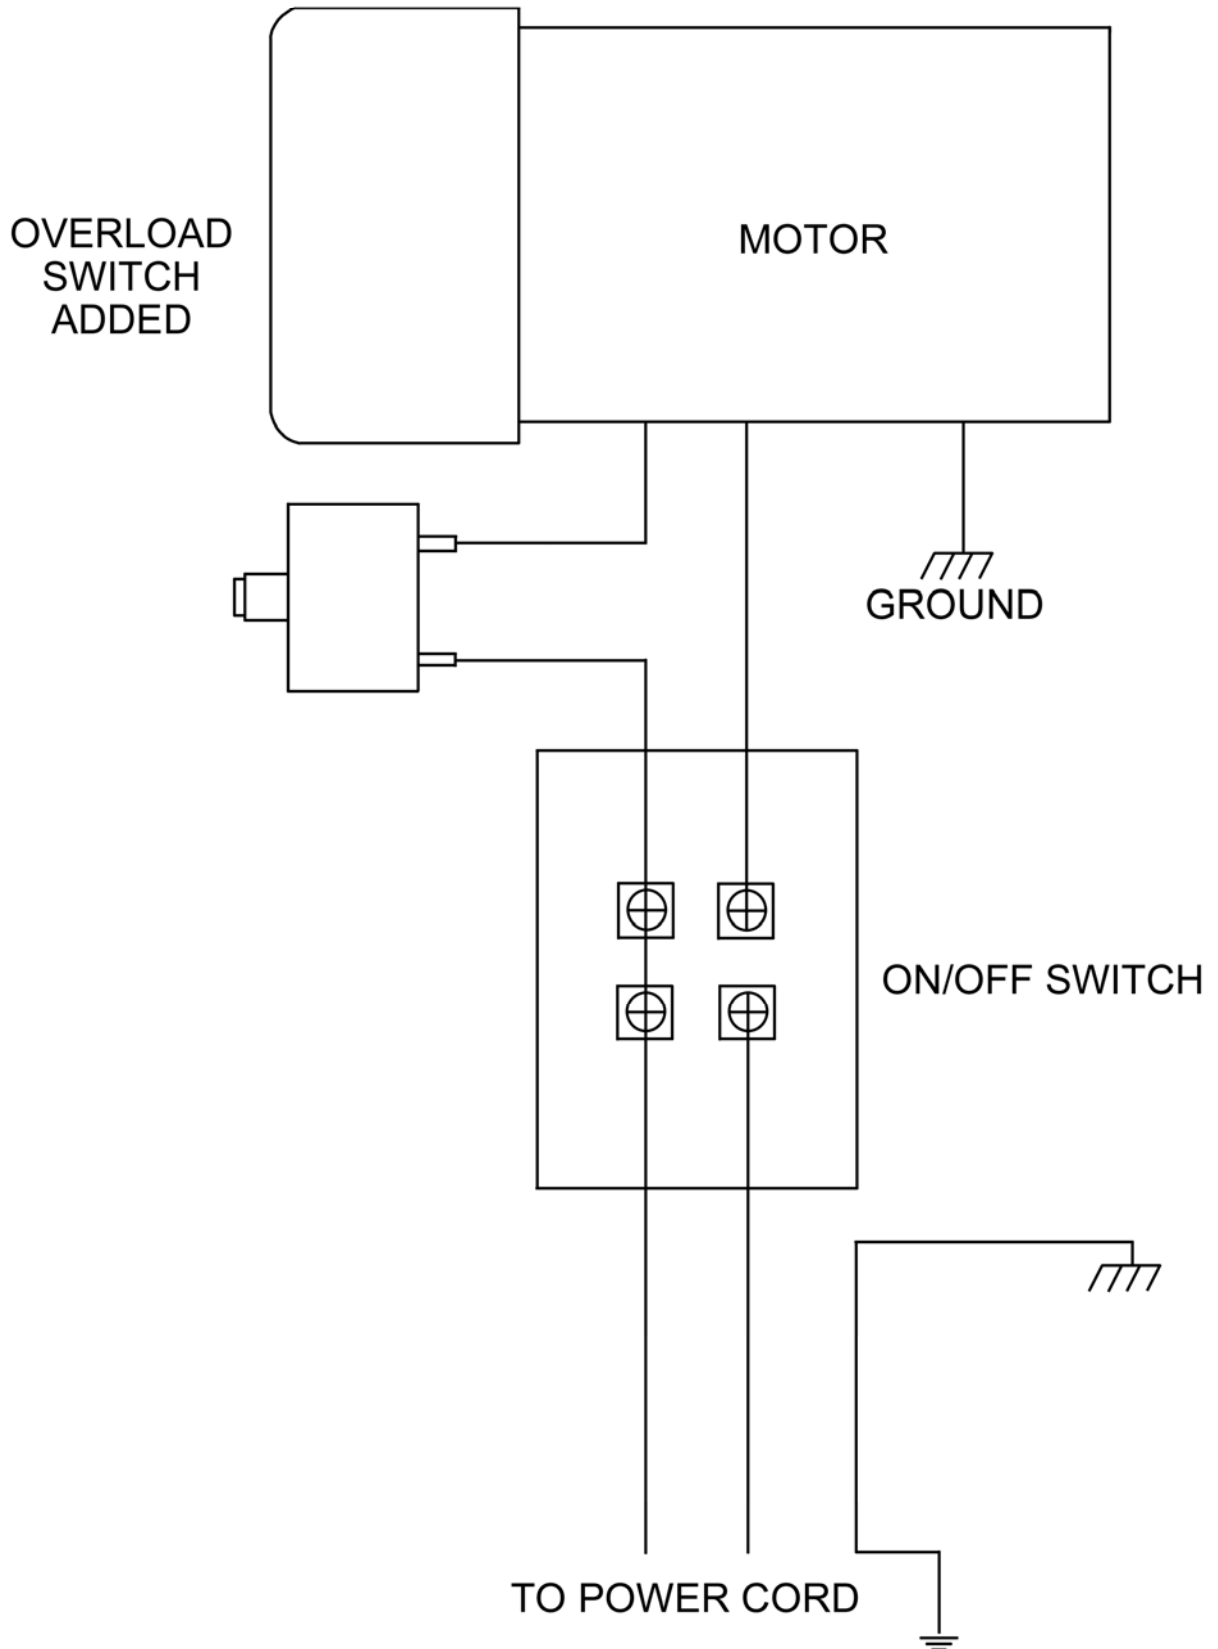 OVERLOAD
SWITCH
ADDED
MOTOR
GROUND
ON/OFF SWITCH
TO POWER CORD